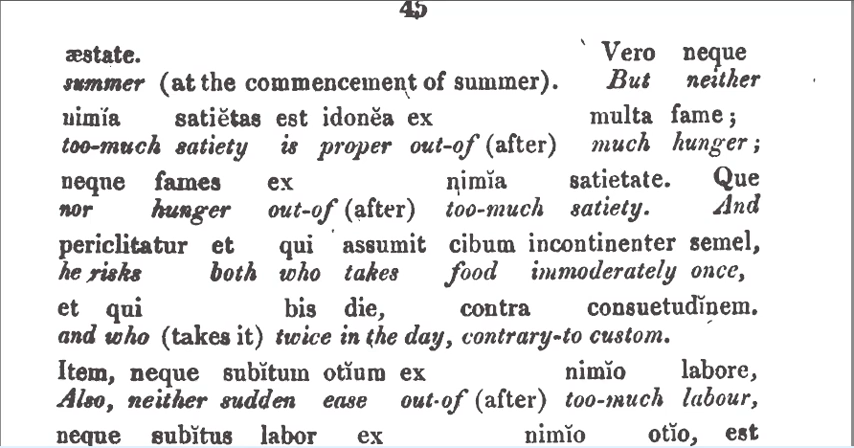 45
æstate. Vero neque
summer (at the commencement of summer). But neither
nimía satiĕtas est idonĕa ex multa fame;
too-much satiety is proper out-of (after) much hunger;
neque fames ex nimĭa satietate. Que
nor hunger out-of (after) too-much satiety. And
periclitatur et qui assumit cibum incontinenter semel,
he risks both who takes food immoderately once,
et qui bis die, contra consuetudĭnem.
and who (takes it) twice in the day, contrary-to custom.
Item, neque subĭtum otĭum ex nimĭo labore,
Also, neither sudden ease out-of (after) too-much labour,
neque subĭtus labor ex nimĭo otĭo, est